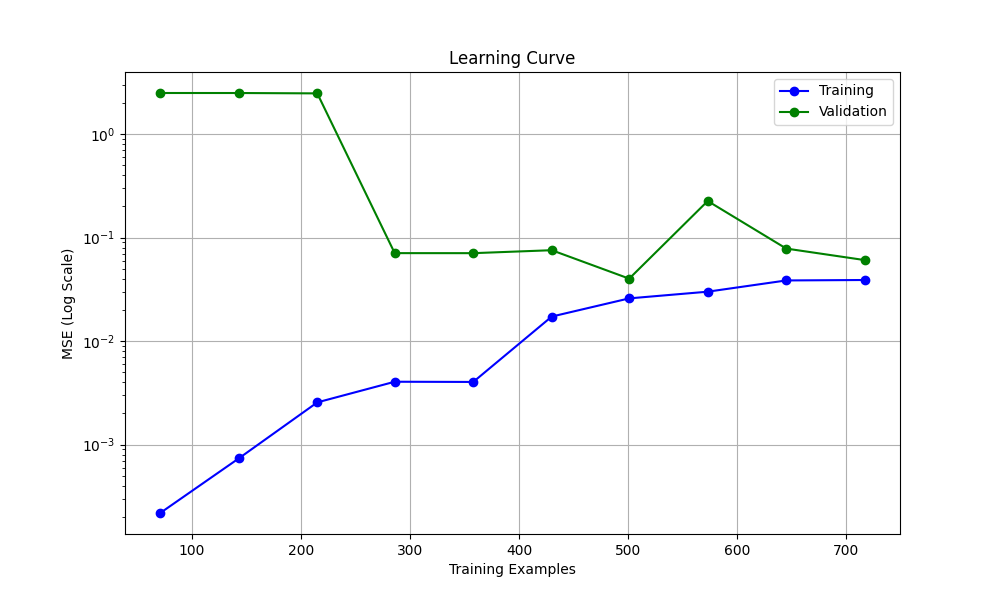 Learning Curve
Training
Validation
MSE (Log Scale)
10⁰
10⁻¹
10⁻²
10⁻³
100 200 300 400 500 600 700
Training Examples